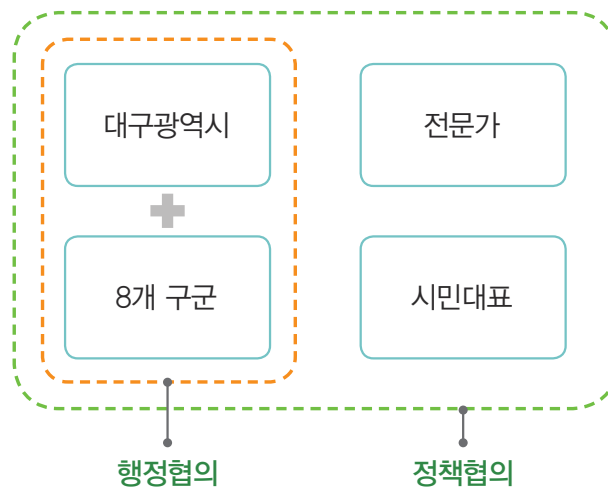 대구광역시
전문가
8개 구군
시민대표
행정협의
정책협의